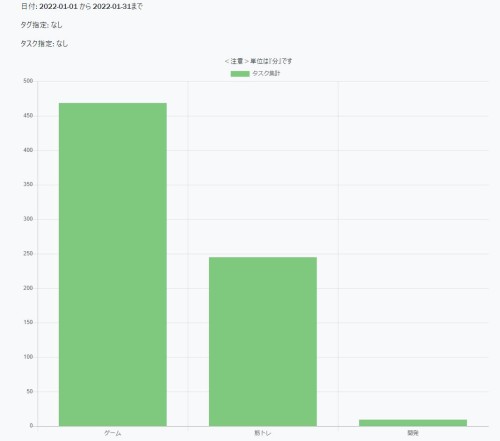 日付: 2022-01-01 から 2022-01-31まで
タグ指定: なし
タスク指定: なし
< 注意 > 単位は『分』です
タスク集計
500
450
400
350
300
250
200
150
100
50
0
ゲーム
筋トレ
開発